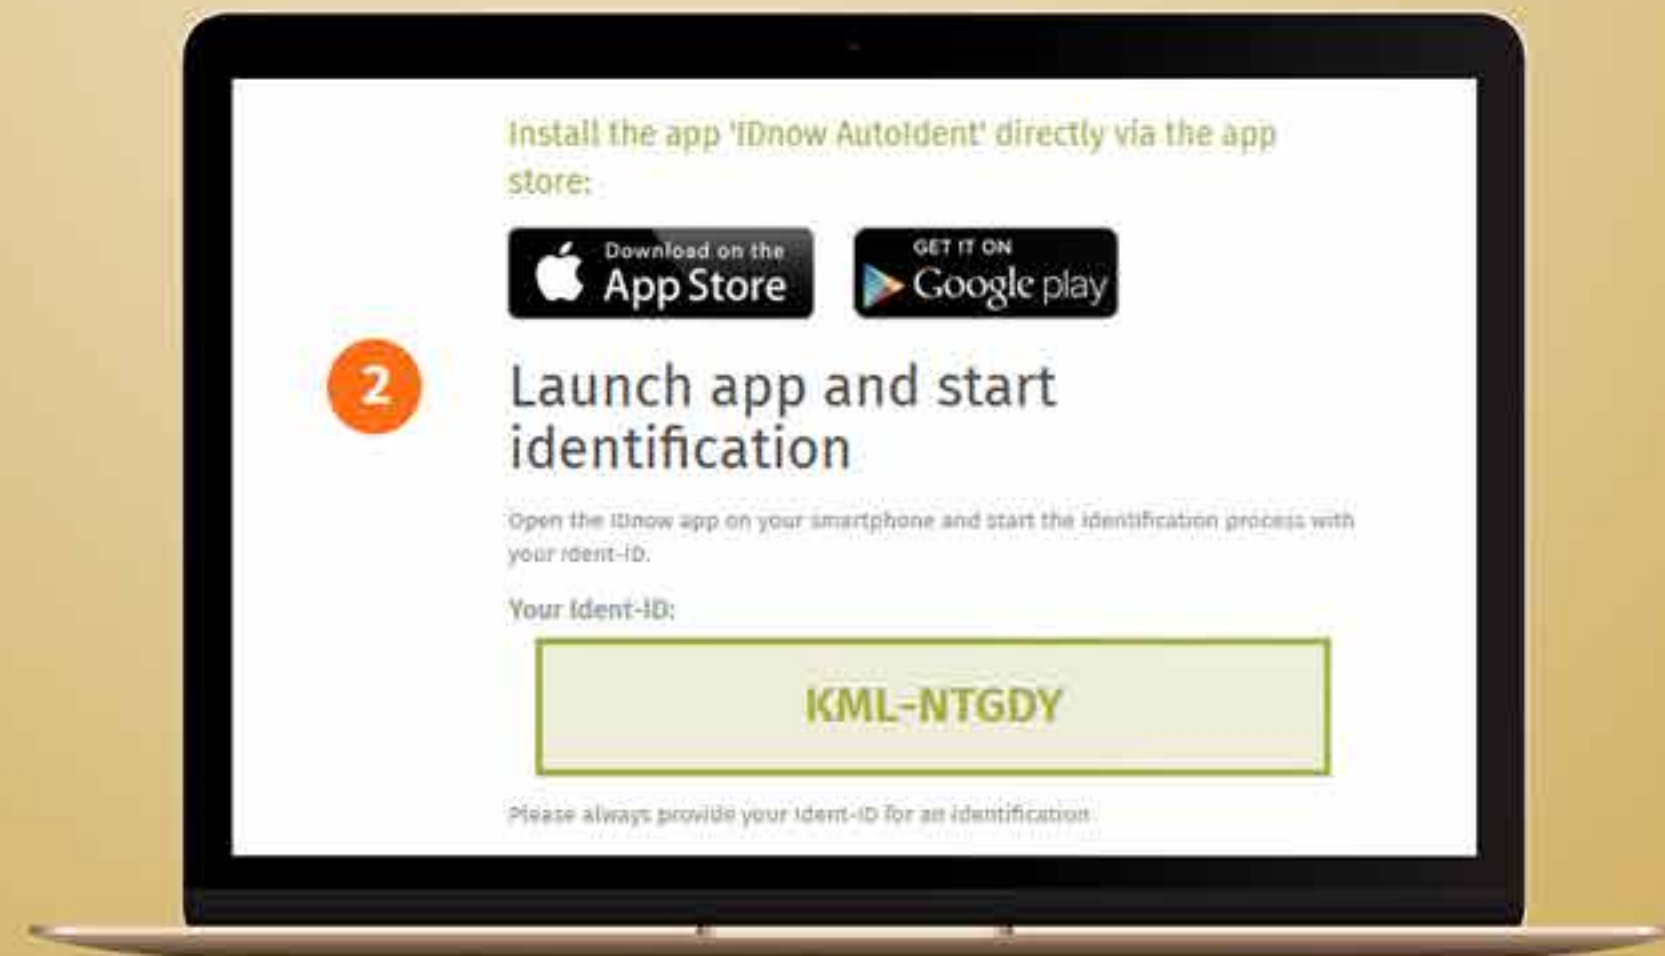 Install the app 'IDnow AutoIdent' directly via the app
store:
Download on the
App Store
GET IT ON
Google play
2
Launch app and start
identification
Open the IDnow app on your smartphone and start the identification process with
your Ident-ID.
Your Ident-ID:
KML-NTGDY
Please always provide your Ident-ID for an identification